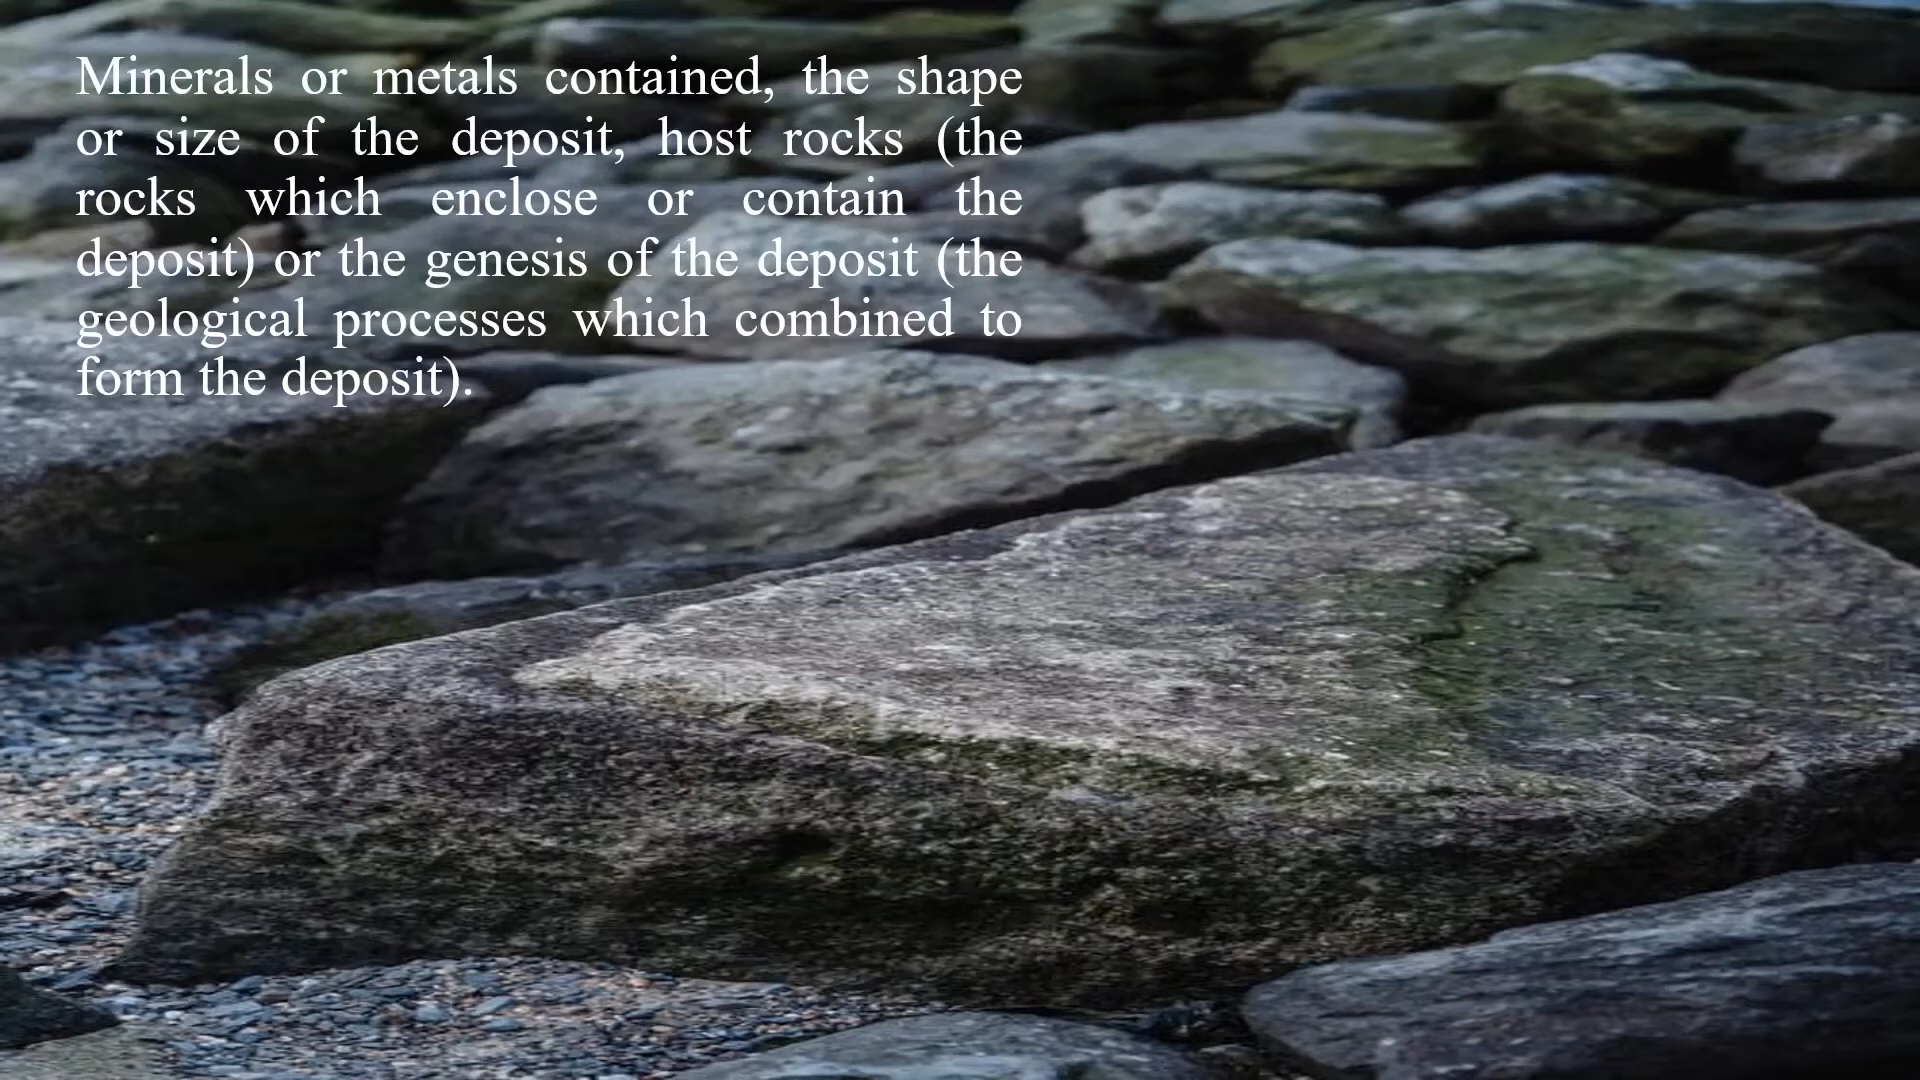 Minerals or metals contained, the shape
or size of the deposit, host rocks (the
rocks which enclose or contain the
deposit) or the genesis of the deposit (the
geological processes which combined to
form the deposit).